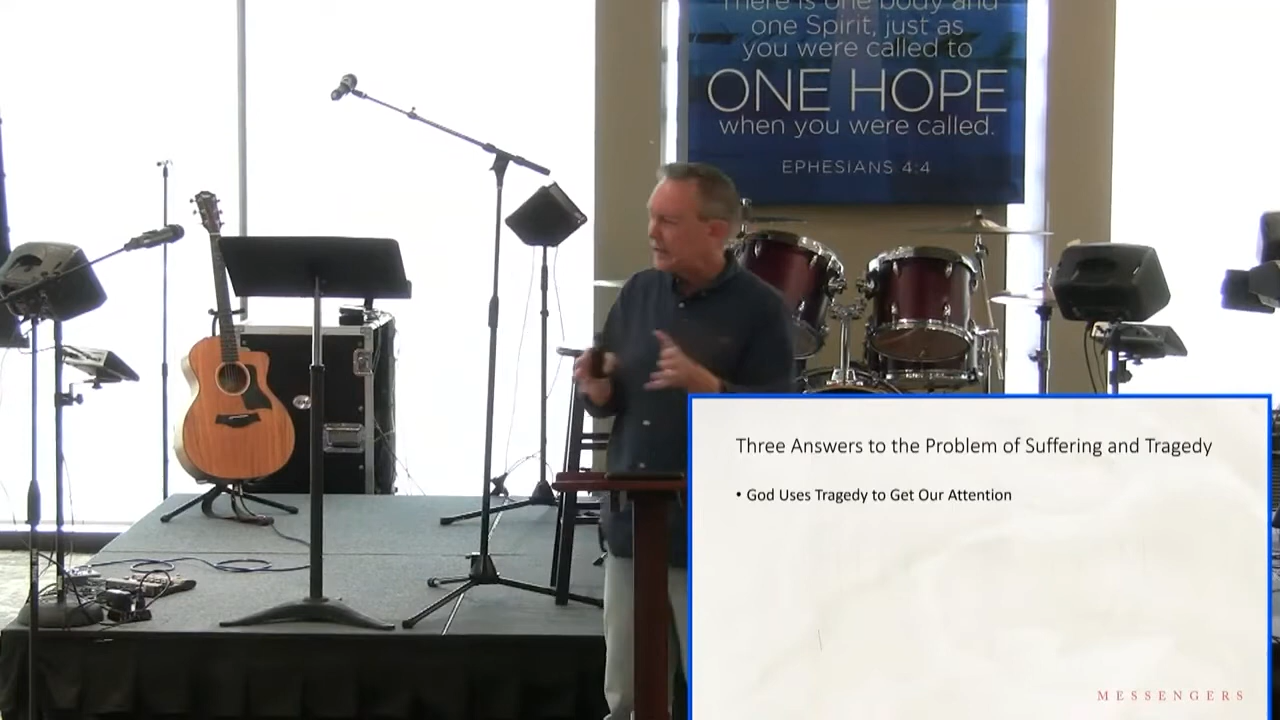 There is one body and
one Spirit, just as
you were called to
ONE HOPE
when you were called.
EPHESIANS 4:4
Three Answers to the Problem of Suffering and Tragedy
• God Uses Tragedy to Get Our Attention
MESSENGERS